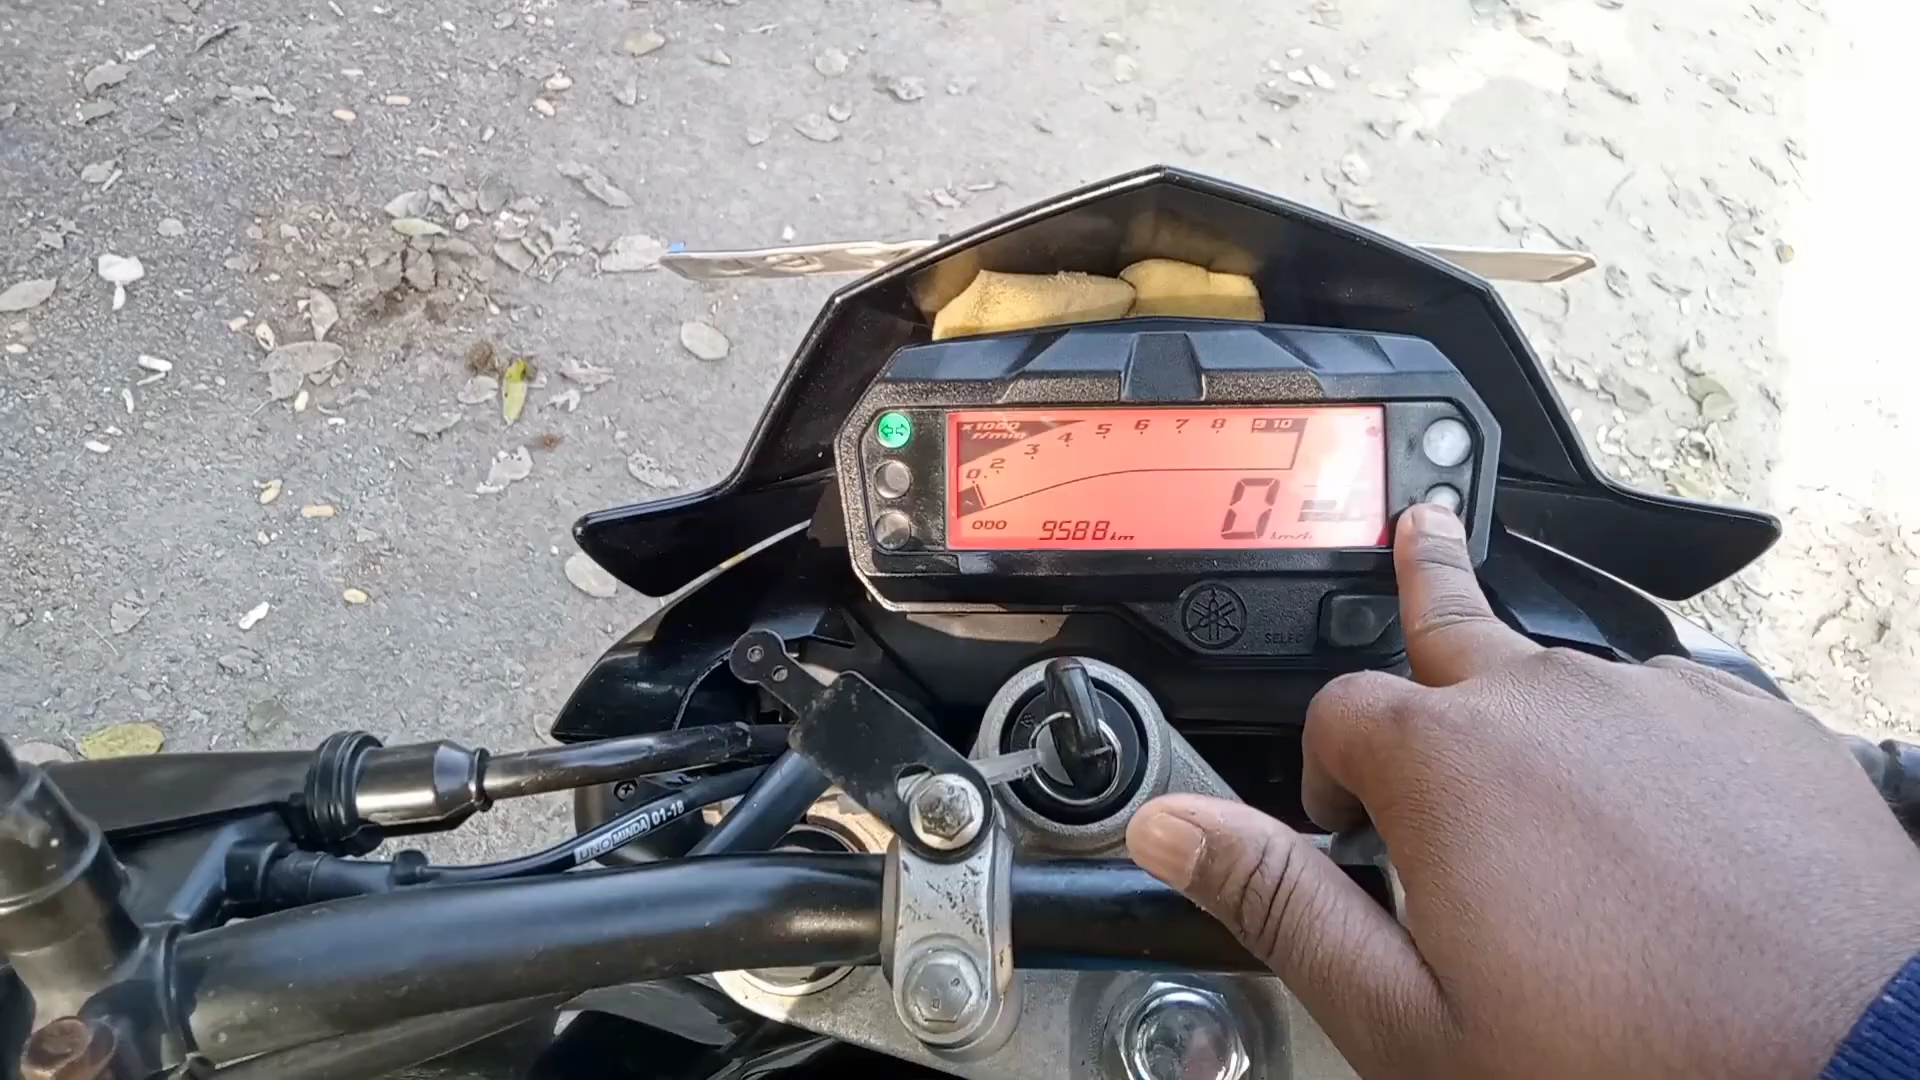 x1000
r/min
0 2 3 4 5 6 7 8 9 10
ODO 9588 km
0 km/h
SELEC
UNO MINDA 01-18